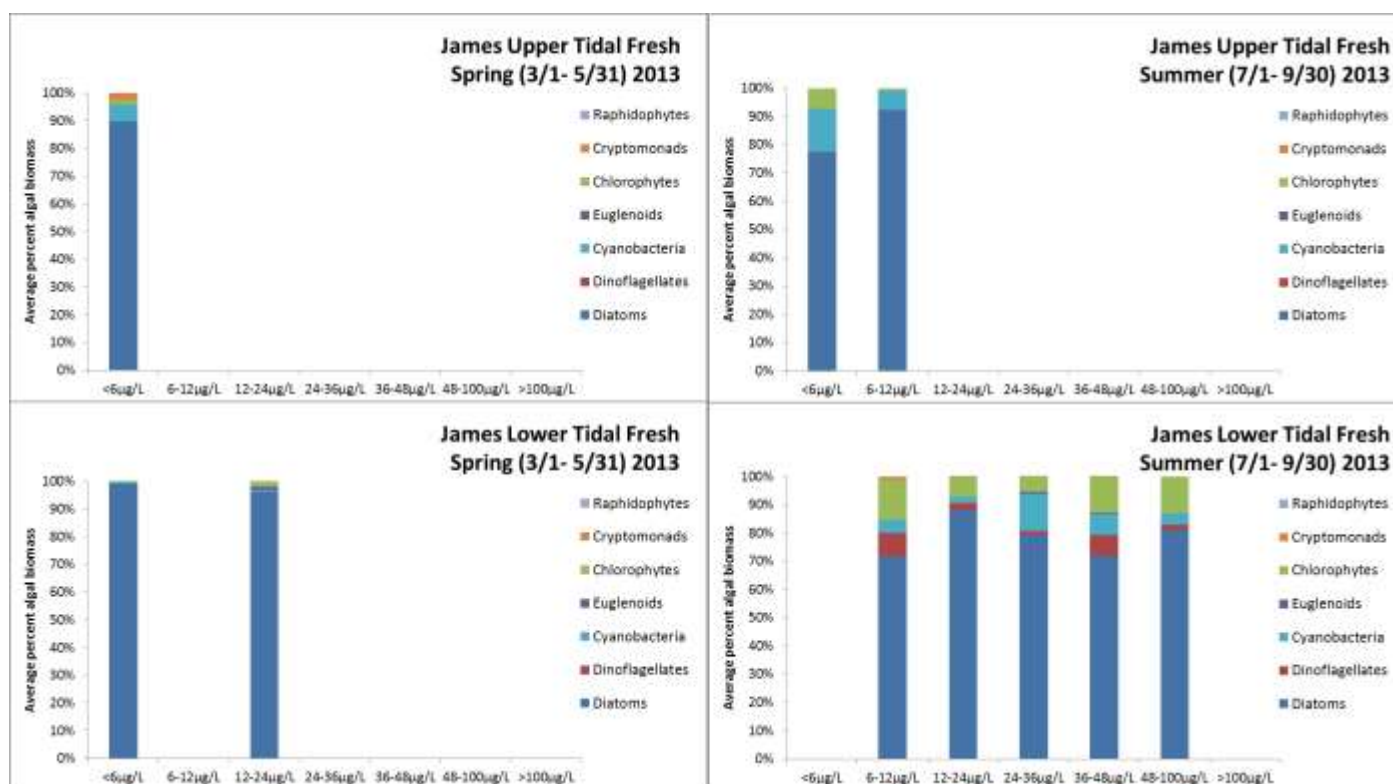 James Upper Tidal Fresh
Spring (3/1- 5/31) 2013
Average percent algal biomass
100%
90%
80%
70%
60%
50%
40%
30%
20%
10%
0%
<6µg/L 6-12µg/L 12-24µg/L 24-36µg/L 36-48µg/L 48-100µg/L >100µg/L
Raphidophytes
Cryptomonads
Chlorophytes
Euglenoids
Cyanobacteria
Dinoflagellates
Diatoms
James Upper Tidal Fresh
Summer (7/1- 9/30) 2013
Average percent algal biomass
100%
90%
80%
70%
60%
50%
40%
30%
20%
10%
0%
<6µg/L 6-12µg/L 12-24µg/L 24-36µg/L 36-48µg/L 48-100µg/L >100µg/L
Raphidophytes
Cryptomonads
Chlorophytes
Euglenoids
Cyanobacteria
Dinoflagellates
Diatoms
James Lower Tidal Fresh
Spring (3/1- 5/31) 2013
Average percent algal biomass
100%
90%
80%
70%
60%
50%
40%
30%
20%
10%
0%
<6µg/L 6-12µg/L 12-24µg/L 24-36µg/L 36-48µg/L 48-100µg/L >100µg/L
Raphidophytes
Cryptomonads
Chlorophytes
Euglenoids
Cyanobacteria
Dinoflagellates
Diatoms
James Lower Tidal Fresh
Summer (7/1- 9/30) 2013
Average percent algal biomass
100%
90%
80%
70%
60%
50%
40%
30%
20%
10%
0%
<6µg/L 6-12µg/L 12-24µg/L 24-36µg/L 36-48µg/L 48-100µg/L >100µg/L
Raphidophytes
Cryptomonads
Chlorophytes
Euglenoids
Cyanobacteria
Dinoflagellates
Diatoms